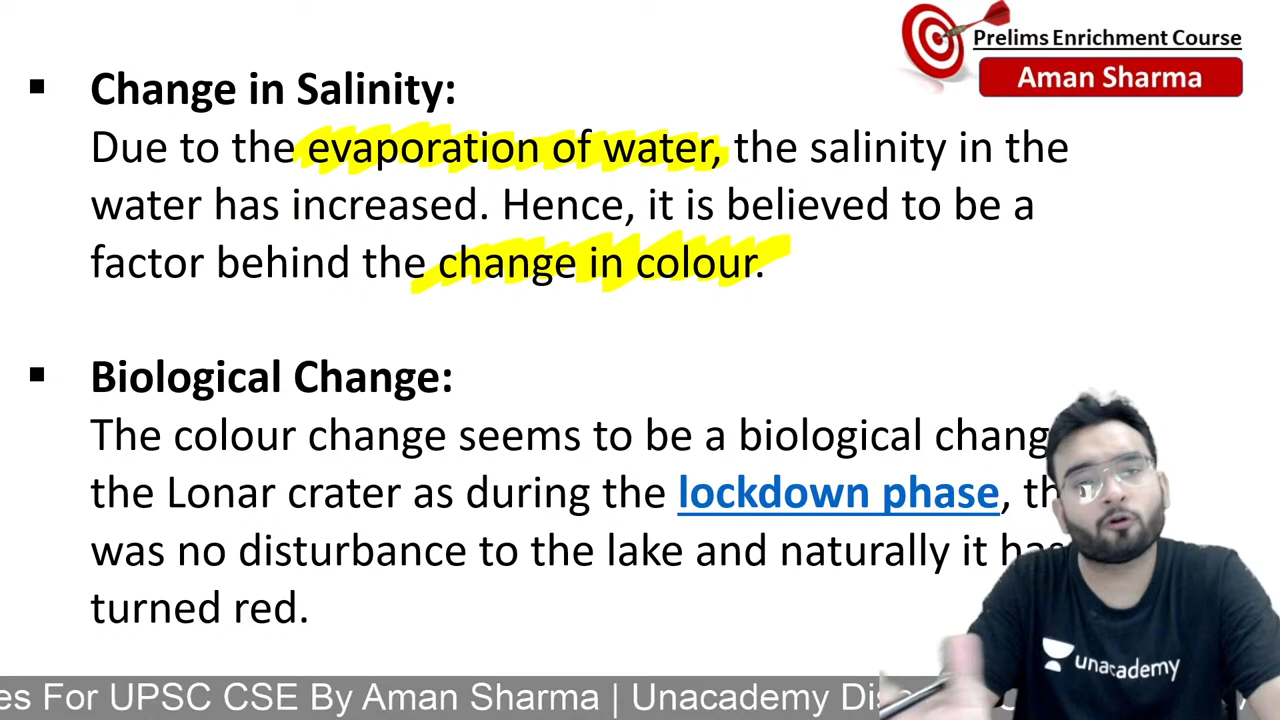 Prelims Enrichment Course
Aman Sharma
▪ Change in Salinity:
Due to the evaporation of water, the salinity in the
water has increased. Hence, it is believed to be a
factor behind the change in colour.
▪ Biological Change:
The colour change seems to be a biological chang
the Lonar crater as during the lockdown phase, th
was no disturbance to the lake and naturally it has
turned red.
unacademy
es For UPSC CSE By Aman Sharma | Unacademy Dis